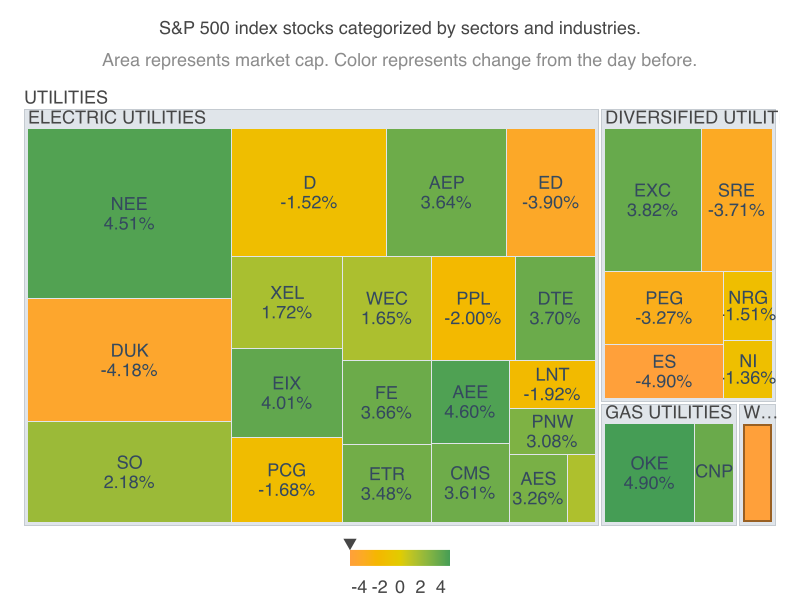 S&P 500 index stocks categorized by sectors and industries.
Area represents market cap. Color represents change from the day before.
UTILITIES
ELECTRIC UTILITIES
NEE
4.51%
DUK
-4.18%
SO
2.18%
D
-1.52%
AEP
3.64%
ED
-3.90%
XEL
1.72%
WEC
1.65%
PPL
-2.00%
DTE
3.70%
EIX
4.01%
FE
3.66%
AEE
4.60%
LNT
-1.92%
PNW
3.08%
PCG
-1.68%
ETR
3.48%
CMS
3.61%
AES
3.26%
DIVERSIFIED UTILIT
EXC
3.82%
SRE
-3.71%
PEG
-3.27%
NRG
-1.51%
ES
-4.90%
NI
-1.36%
GAS UTILITIES
OKE
4.90%
CNP
W…
-4 -2 0 2 4